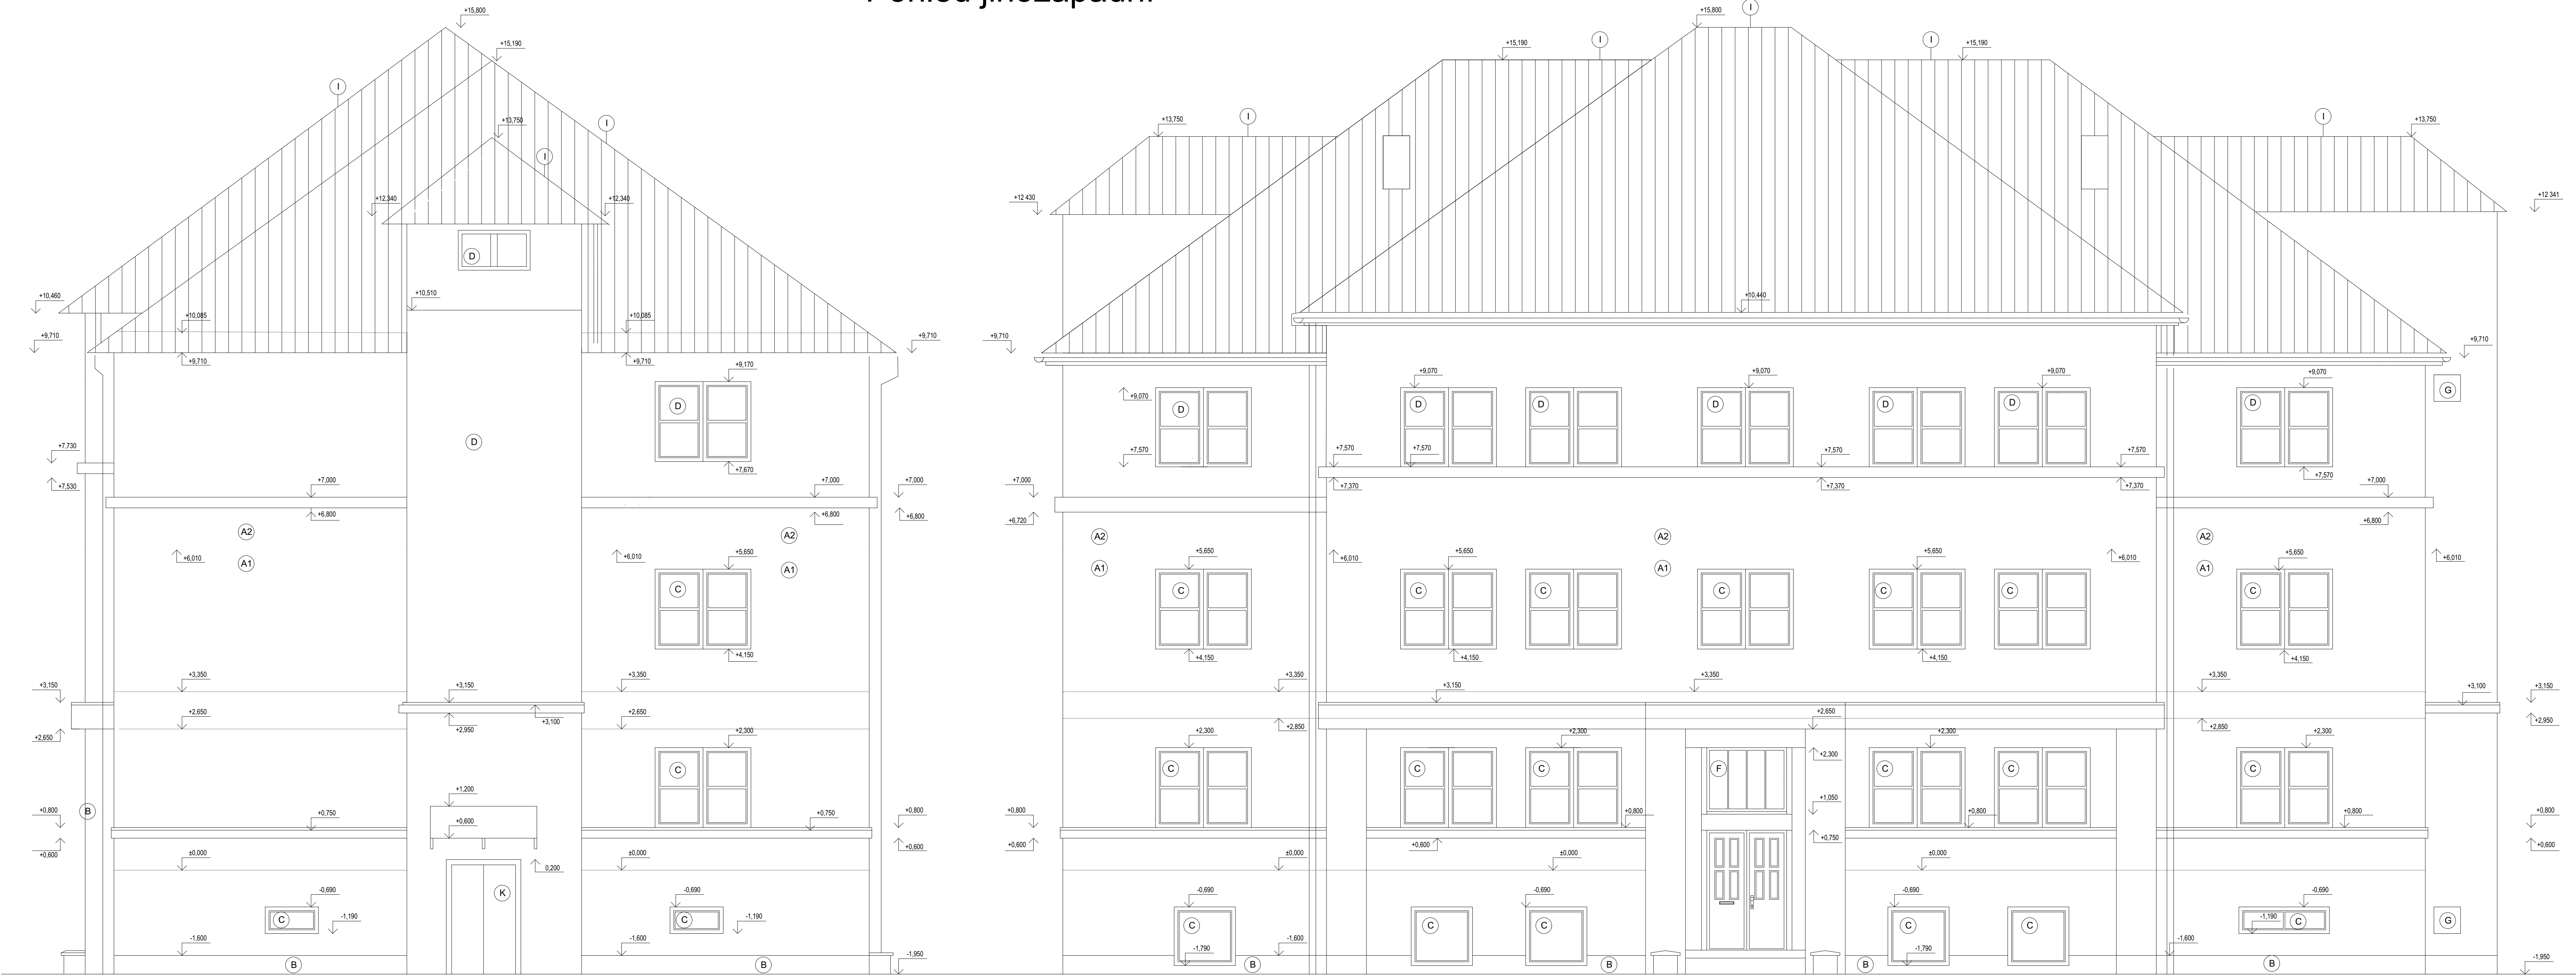 Pohled jihozápadní
+15,800
+15,190
I
I
+13,750
I
+12,340
+12,340
D
+10,510
+10,460
+10,085
+10,085
+9,710
+9,710
+9,710
+9,710
+9,170
D
D
+7,730
+7,670
+7,530
+7,000
+7,000
+7,000
+6,800
+6,800
+6,800
A2
A2
+6,010
+6,010
A1
A1
+5,650
C
+4,150
+3,350
+3,350
+3,150
+3,150
+3,100
+2,950
+2,650
+2,650
+2,650
+2,300
C
+1,200
B
+0,800
+0,750
+0,600
+0,750
+0,800
+0,600
+0,600
±0,000
±0,000
0,200
K
-0,690
-0,690
C
C
-1,190
-1,190
-1,600
-1,600
B
B
-1,950
I
+15,800
I
I
+15,190
+15,190
I
I
+13,750
+13,750
+12 430
+12 341
+10,440
+9,710
+9,710
+9,070
+9,070
+9,070
+9,070
+9,070
D
D
D
D
D
D
D
G
+7,570
+7,570
+7,570
+7,570
+7,570
+7,570
+7,370
+7,370
+7,370
+7,000
+7,000
+6,720
+6,800
A2
A2
A2
A1
A1
A1
+6,010
+6,010
+6,010
+5,650
+5,650
+5,650
+5,650
C
C
C
C
C
C
C
+4,150
+4,150
+4,150
+4,150
+3,350
+3,350
+3,350
+3,150
+3,100
+3,150
+2,850
+2,650
+2,850
+2,950
+2,300
+2,300
+2,300
+2,300
+2,300
C
C
C
F
C
C
C
+1,050
+0,800
+0,800
+0,800
+0,800
+0,800
+0,600
+0,600
+0,750
+0,600
±0,000
±0,000
±0,000
-0,690
-0,690
-0,690
-0,690
C
C
C
C
C
-1,190
C
G
-1,790
-1,600
-1,790
-1,600
B
B
B
B
-1,950